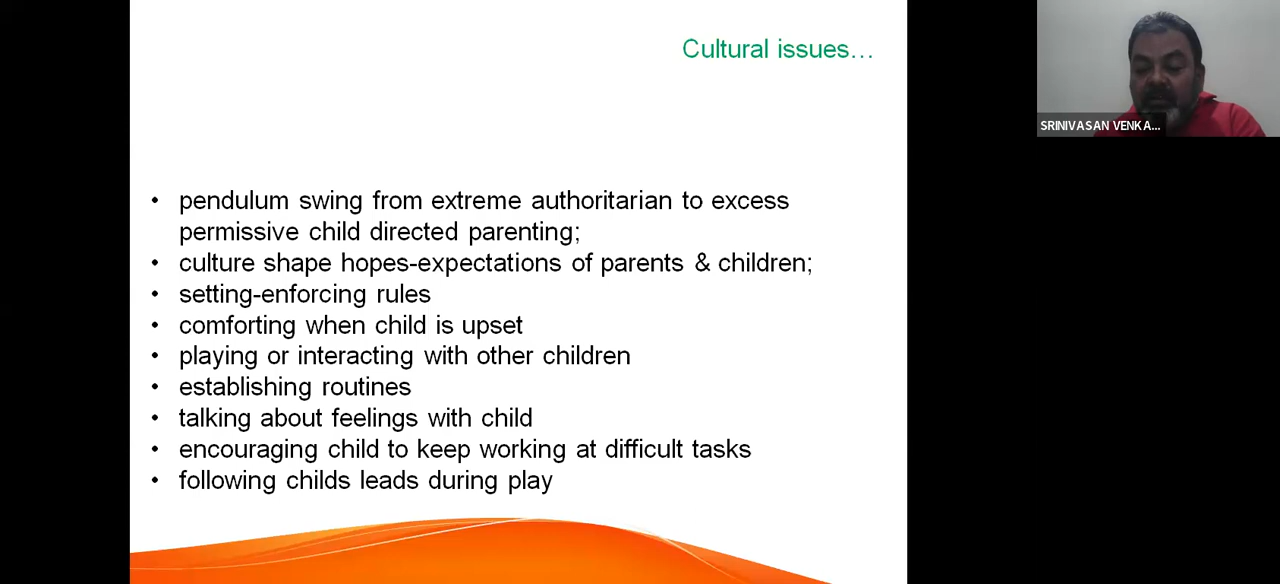 Cultural issues…
SRINIVASAN VENKA...
• pendulum swing from extreme authoritarian to excess
permissive child directed parenting;
• culture shape hopes-expectations of parents & children;
• setting-enforcing rules
• comforting when child is upset
• playing or interacting with other children
• establishing routines
• talking about feelings with child
• encouraging child to keep working at difficult tasks
• following childs leads during play